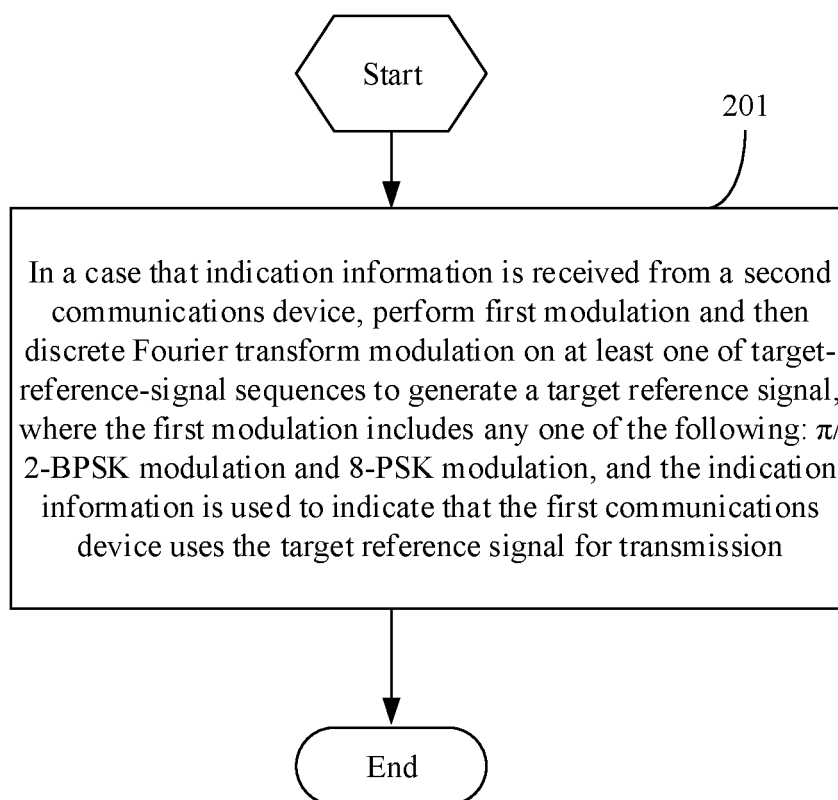 Start
201
In a case that indication information is received from a second
communications device, perform first modulation and then
discrete Fourier transform modulation on at least one of target-
reference-signal sequences to generate a target reference signal,
where the first modulation includes any one of the following: π/
2-BPSK modulation and 8-PSK modulation, and the indication
information is used to indicate that the first communications
device uses the target reference signal for transmission
End